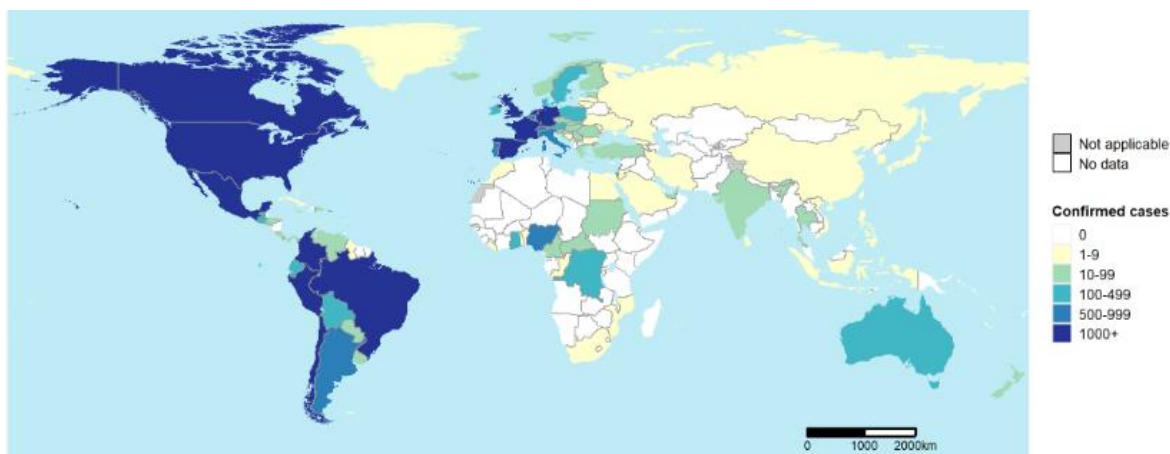 Not applicable
No data
Confirmed cases
0
1-9
10-99
100-499
500-999
1000+
0 1000 2000km